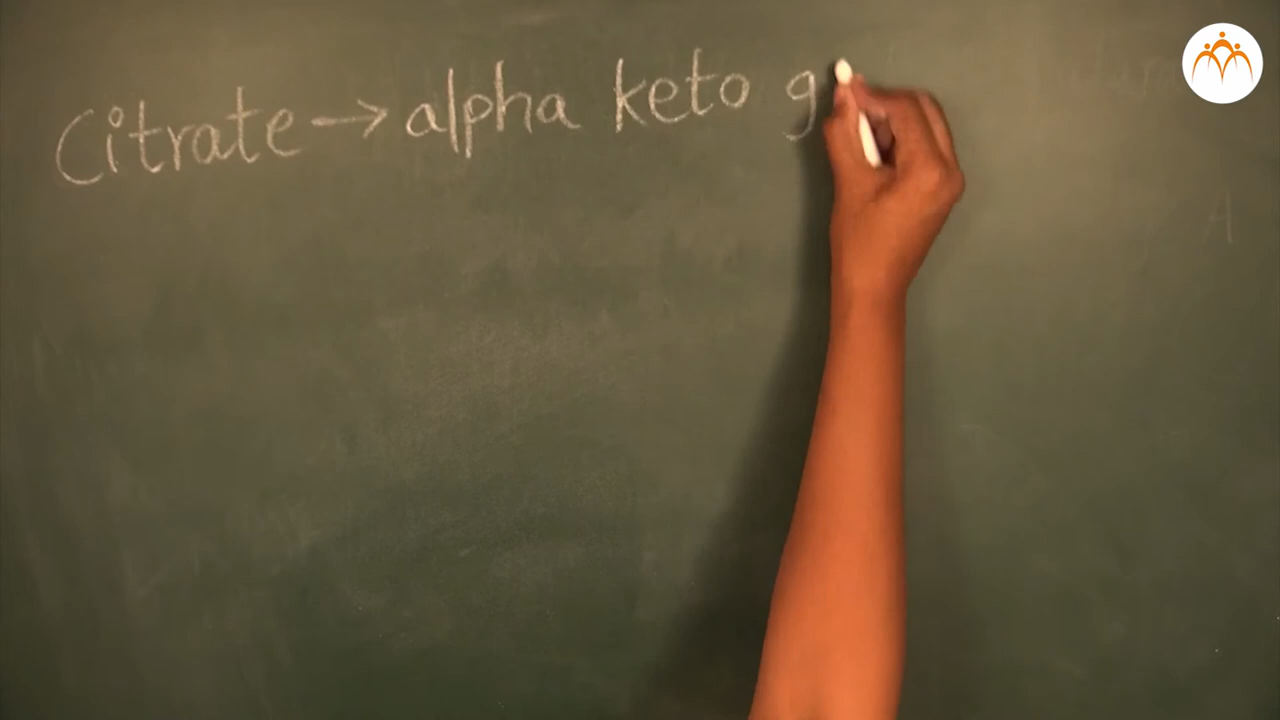 Citrate → alpha keto g